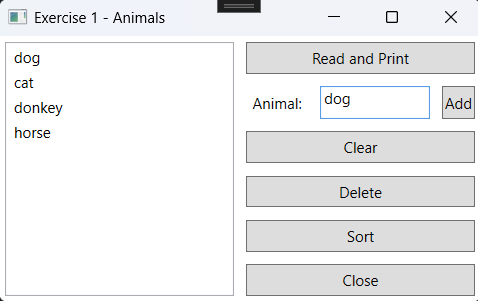 Exercise 1 - Animals
dog
cat
donkey
horse
Read and Print
Animal: dog Add
Clear
Delete
Sort
Close